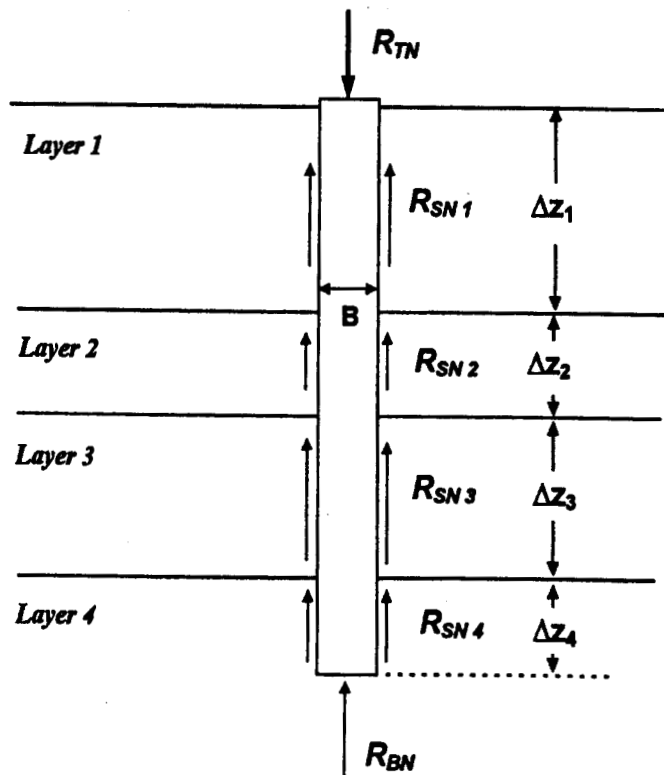 R_TN
Layer 1
R_SN 1
Δz₁
B
Layer 2
R_SN 2
Δz₂
Layer 3
R_SN 3
Δz₃
Layer 4
R_SN 4
Δz₄
R_BN